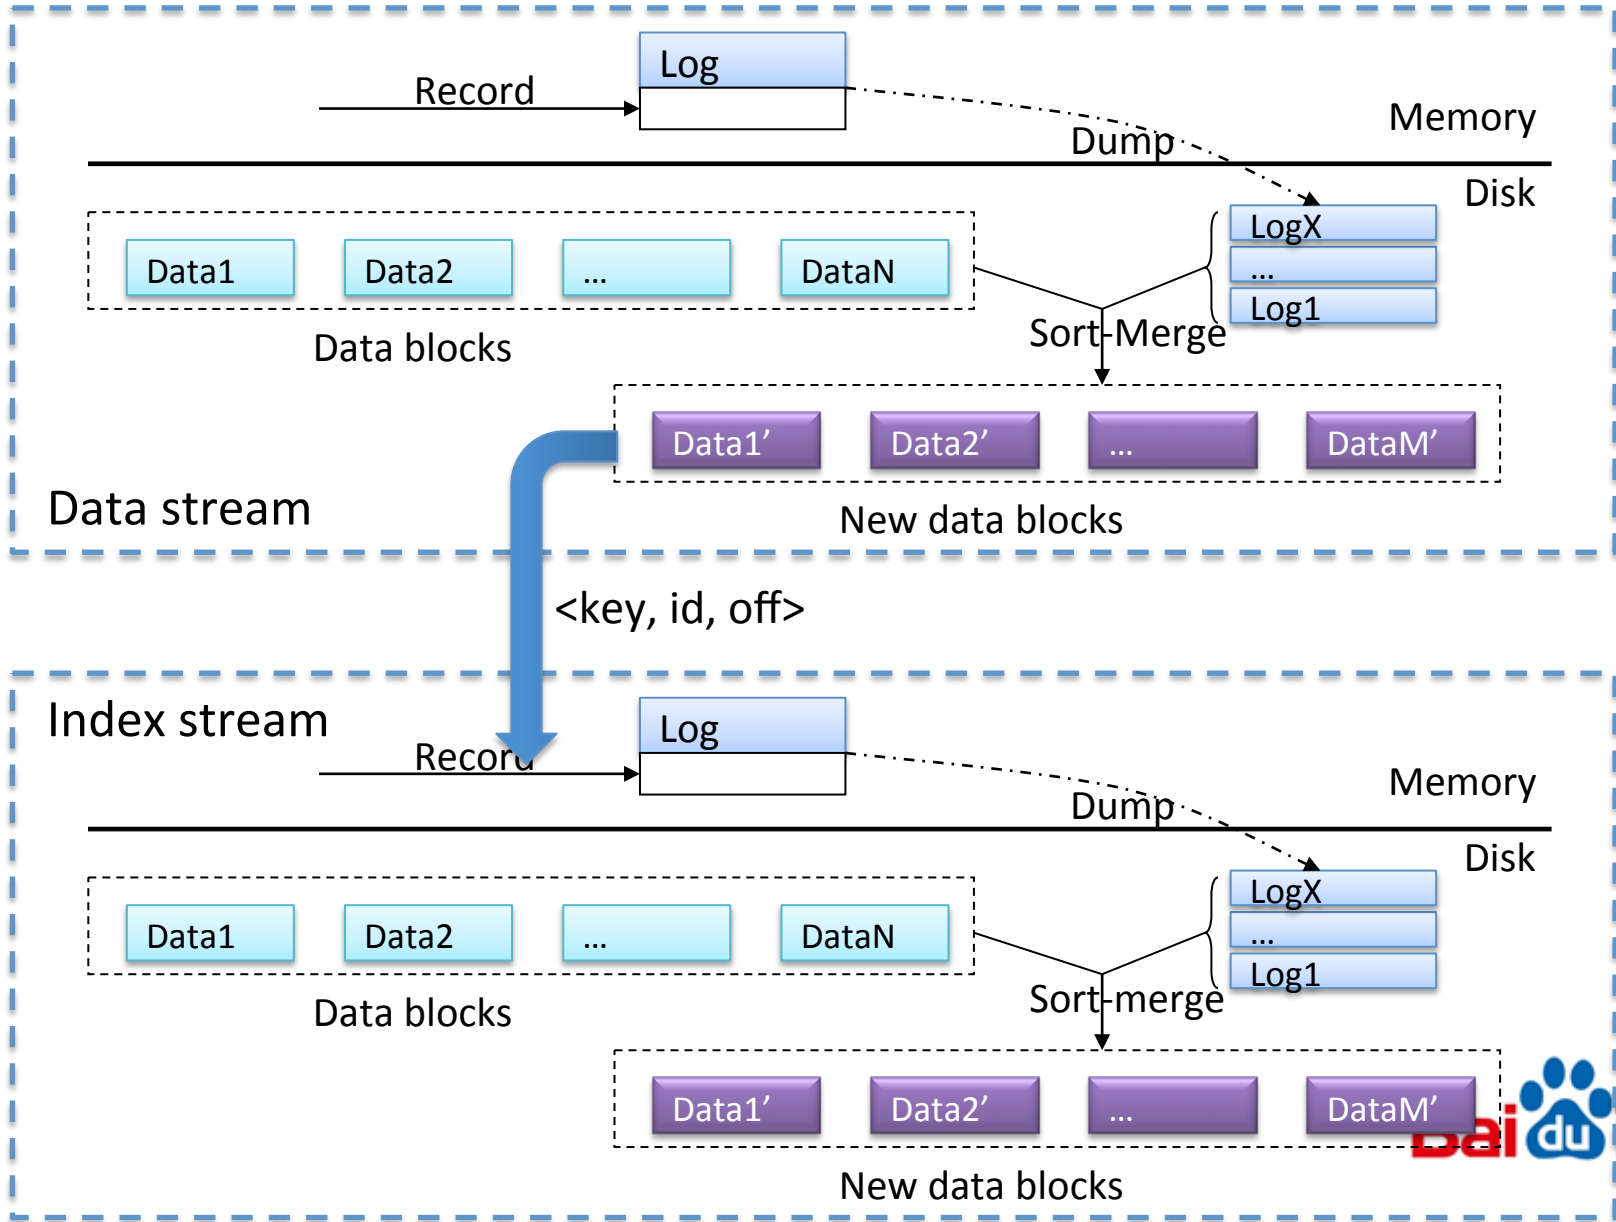 Log
Record
Memory
Dump
Disk
LogX
...
Log1
Data1
Data2
...
DataN
Sort-Merge
Data blocks
Data1’
Data2’
...
DataM’
Data stream
New data blocks
<key, id, off>
Index stream
Log
Record
Memory
Dump
Disk
LogX
...
Log1
Data1
Data2
...
DataN
Sort-merge
Data blocks
Data1’
Data2’
...
DataM’
Bai du
New data blocks